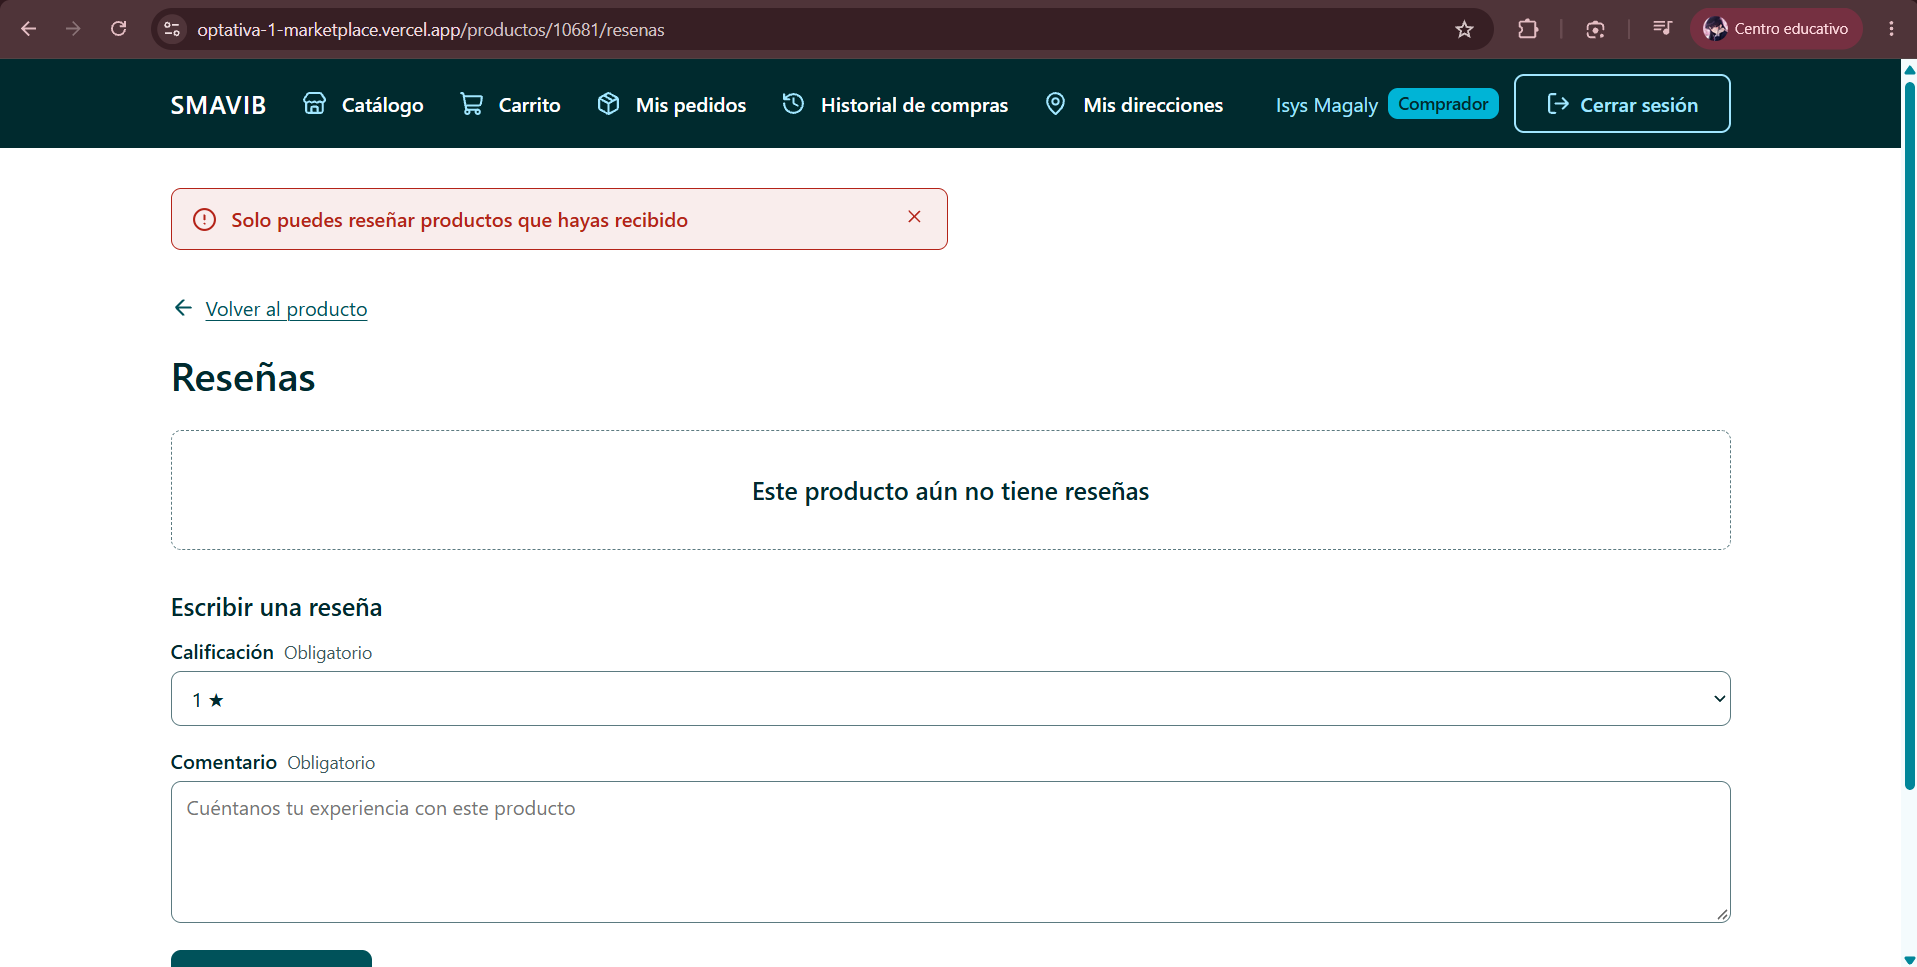 optativa-1-marketplace.vercel.app/productos/10681/resenas
Centro educativo
SMAVIB Catálogo Carrito Mis pedidos Historial de compras Mis direcciones Isys Magaly Comprador Cerrar sesión
Solo puedes reseñar productos que hayas recibido
Volver al producto
Reseñas
Este producto aún no tiene reseñas
Escribir una reseña
Calificación Obligatorio
1 ★
Comentario Obligatorio
Cuéntanos tu experiencia con este producto